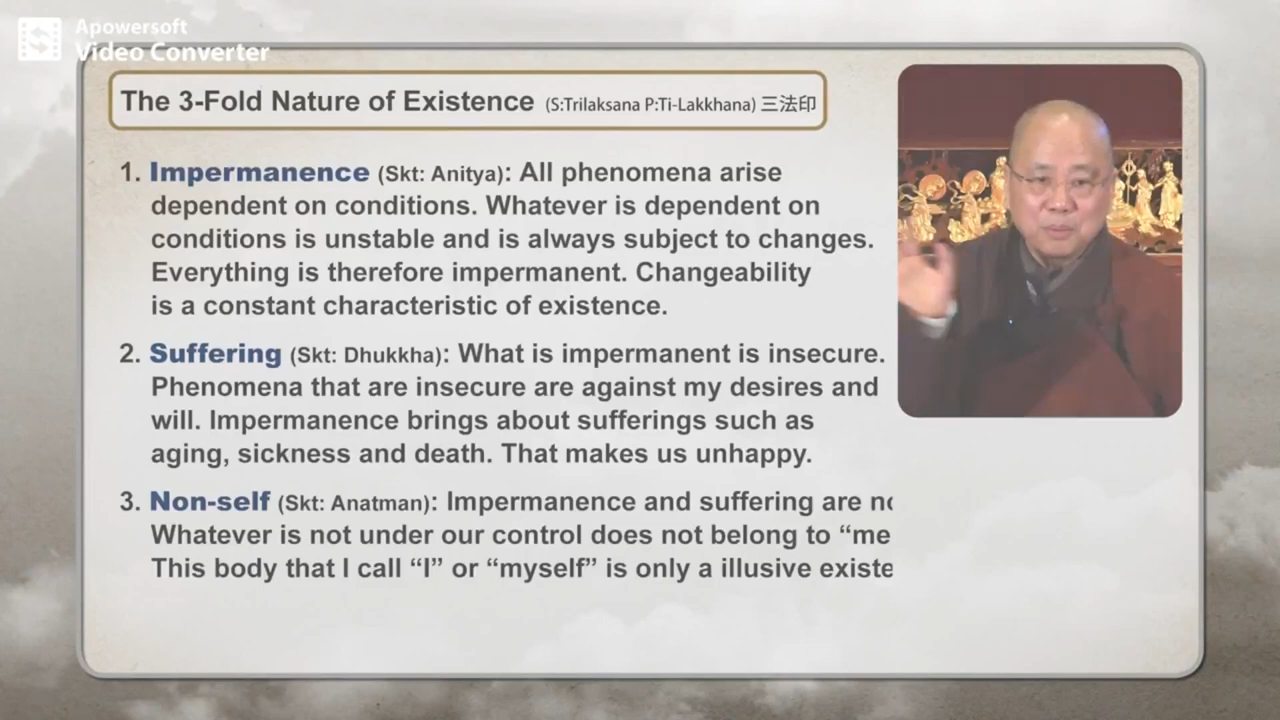 Apowersoft
Video Converter
The 3-Fold Nature of Existence (S:Trilaksana P:Ti-Lakkhana) 三法印
1. Impermanence (Skt: Anitya): All phenomena arise
dependent on conditions. Whatever is dependent on
conditions is unstable and is always subject to changes.
Everything is therefore impermanent. Changeability
is a constant characteristic of existence.
2. Suffering (Skt: Dhukkha): What is impermanent is insecure.
Phenomena that are insecure are against my desires and
will. Impermanence brings about sufferings such as
aging, sickness and death. That makes us unhappy.
3. Non-self (Skt: Anatman): Impermanence and suffering are
Whatever is not under our control does not belong to “me
This body that I call “I” or “myself” is only a illusive